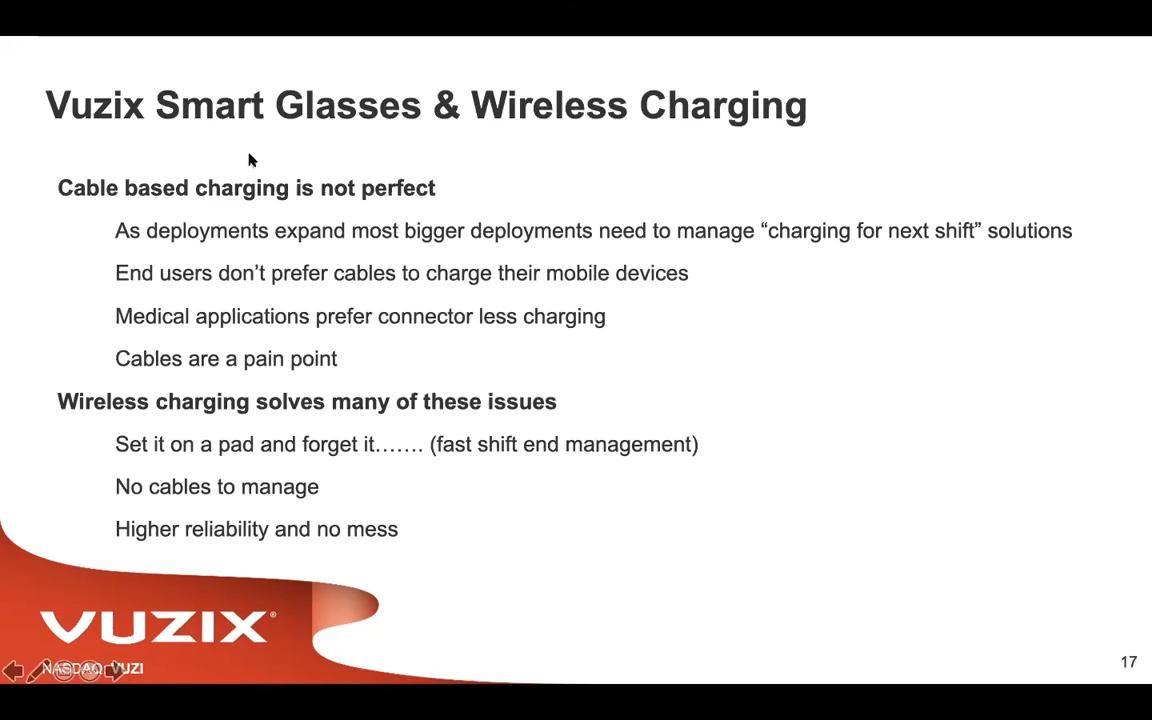 Vuzix Smart Glasses & Wireless Charging
Cable based charging is not perfect
As deployments expand most bigger deployments need to manage “charging for next shift” solutions
End users don’t prefer cables to charge their mobile devices
Medical applications prefer connector less charging
Cables are a pain point
Wireless charging solves many of these issues
Set it on a pad and forget it....... (fast shift end management)
No cables to manage
Higher reliability and no mess
VUZIX®
NASDAQ: VUZI
17